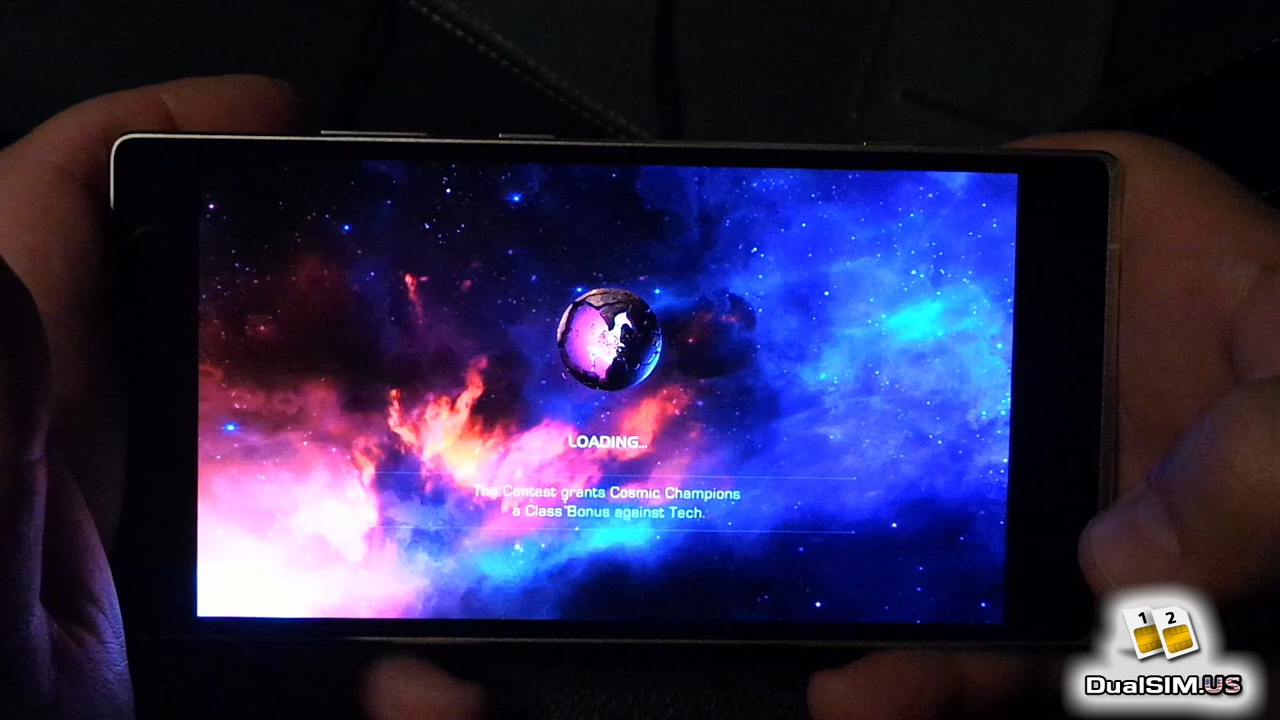 LOADING...
The Contest grants Cosmic Champions
a Class Bonus against Tech.
1 2
DualSIM.US